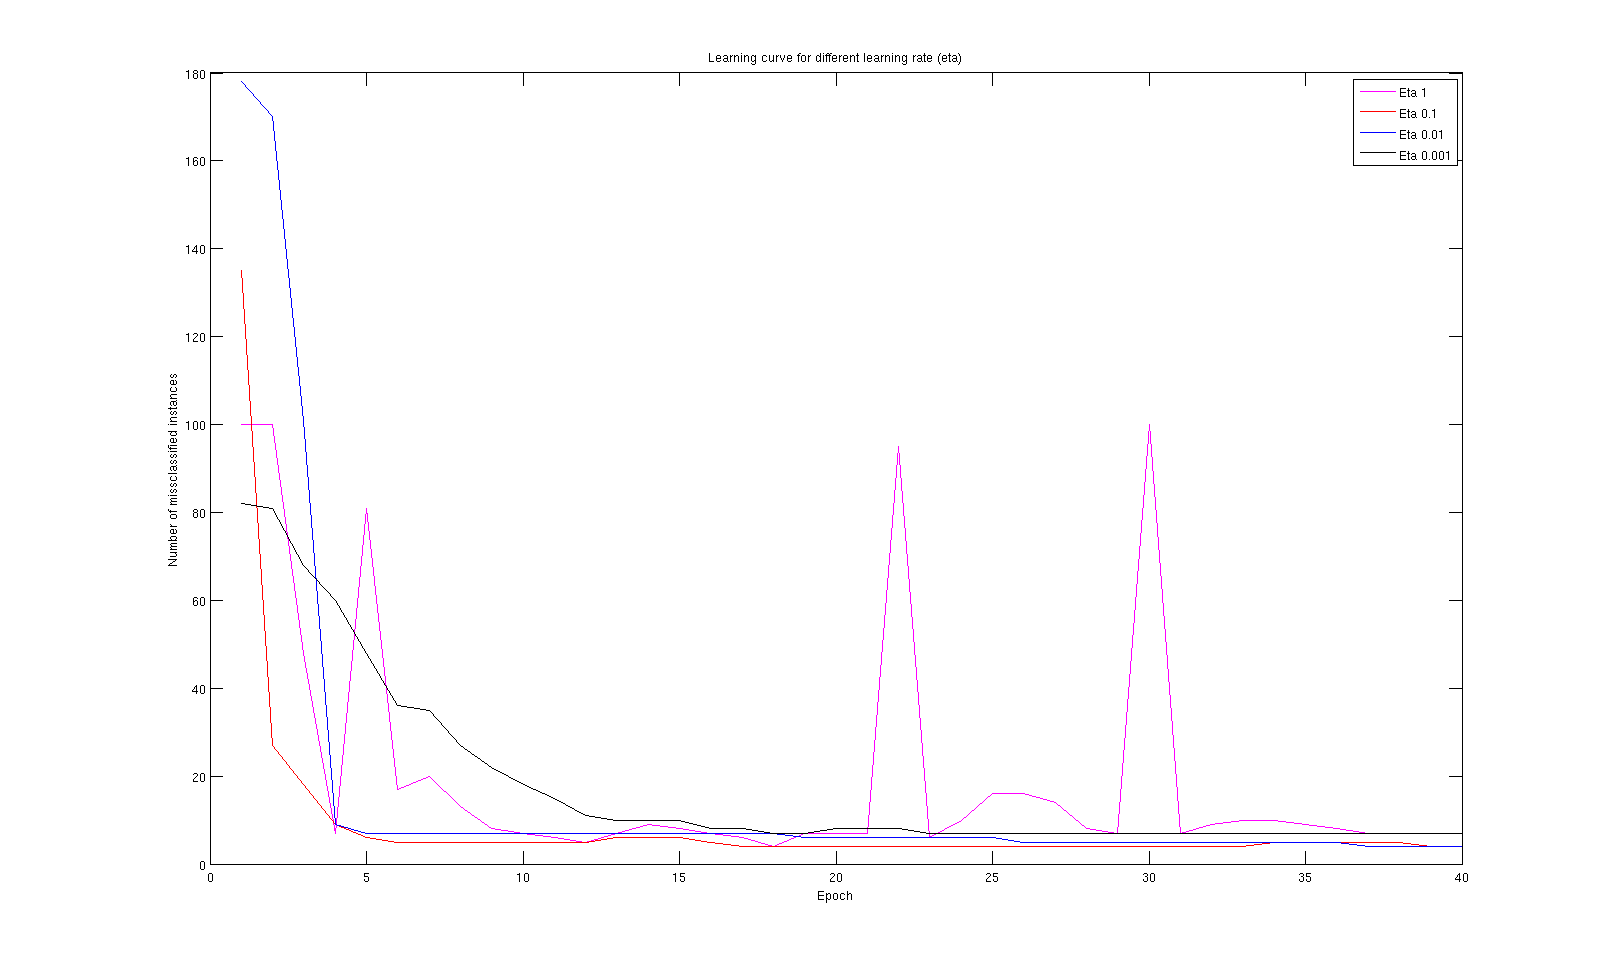 Learning curve for different learning rate (eta)
180
160
140
120
100
80
60
40
20
0
Number of missclassified instances
Eta 1
Eta 0.1
Eta 0.01
Eta 0.001
0 5 10 15 20 25 30 35 40
Epoch